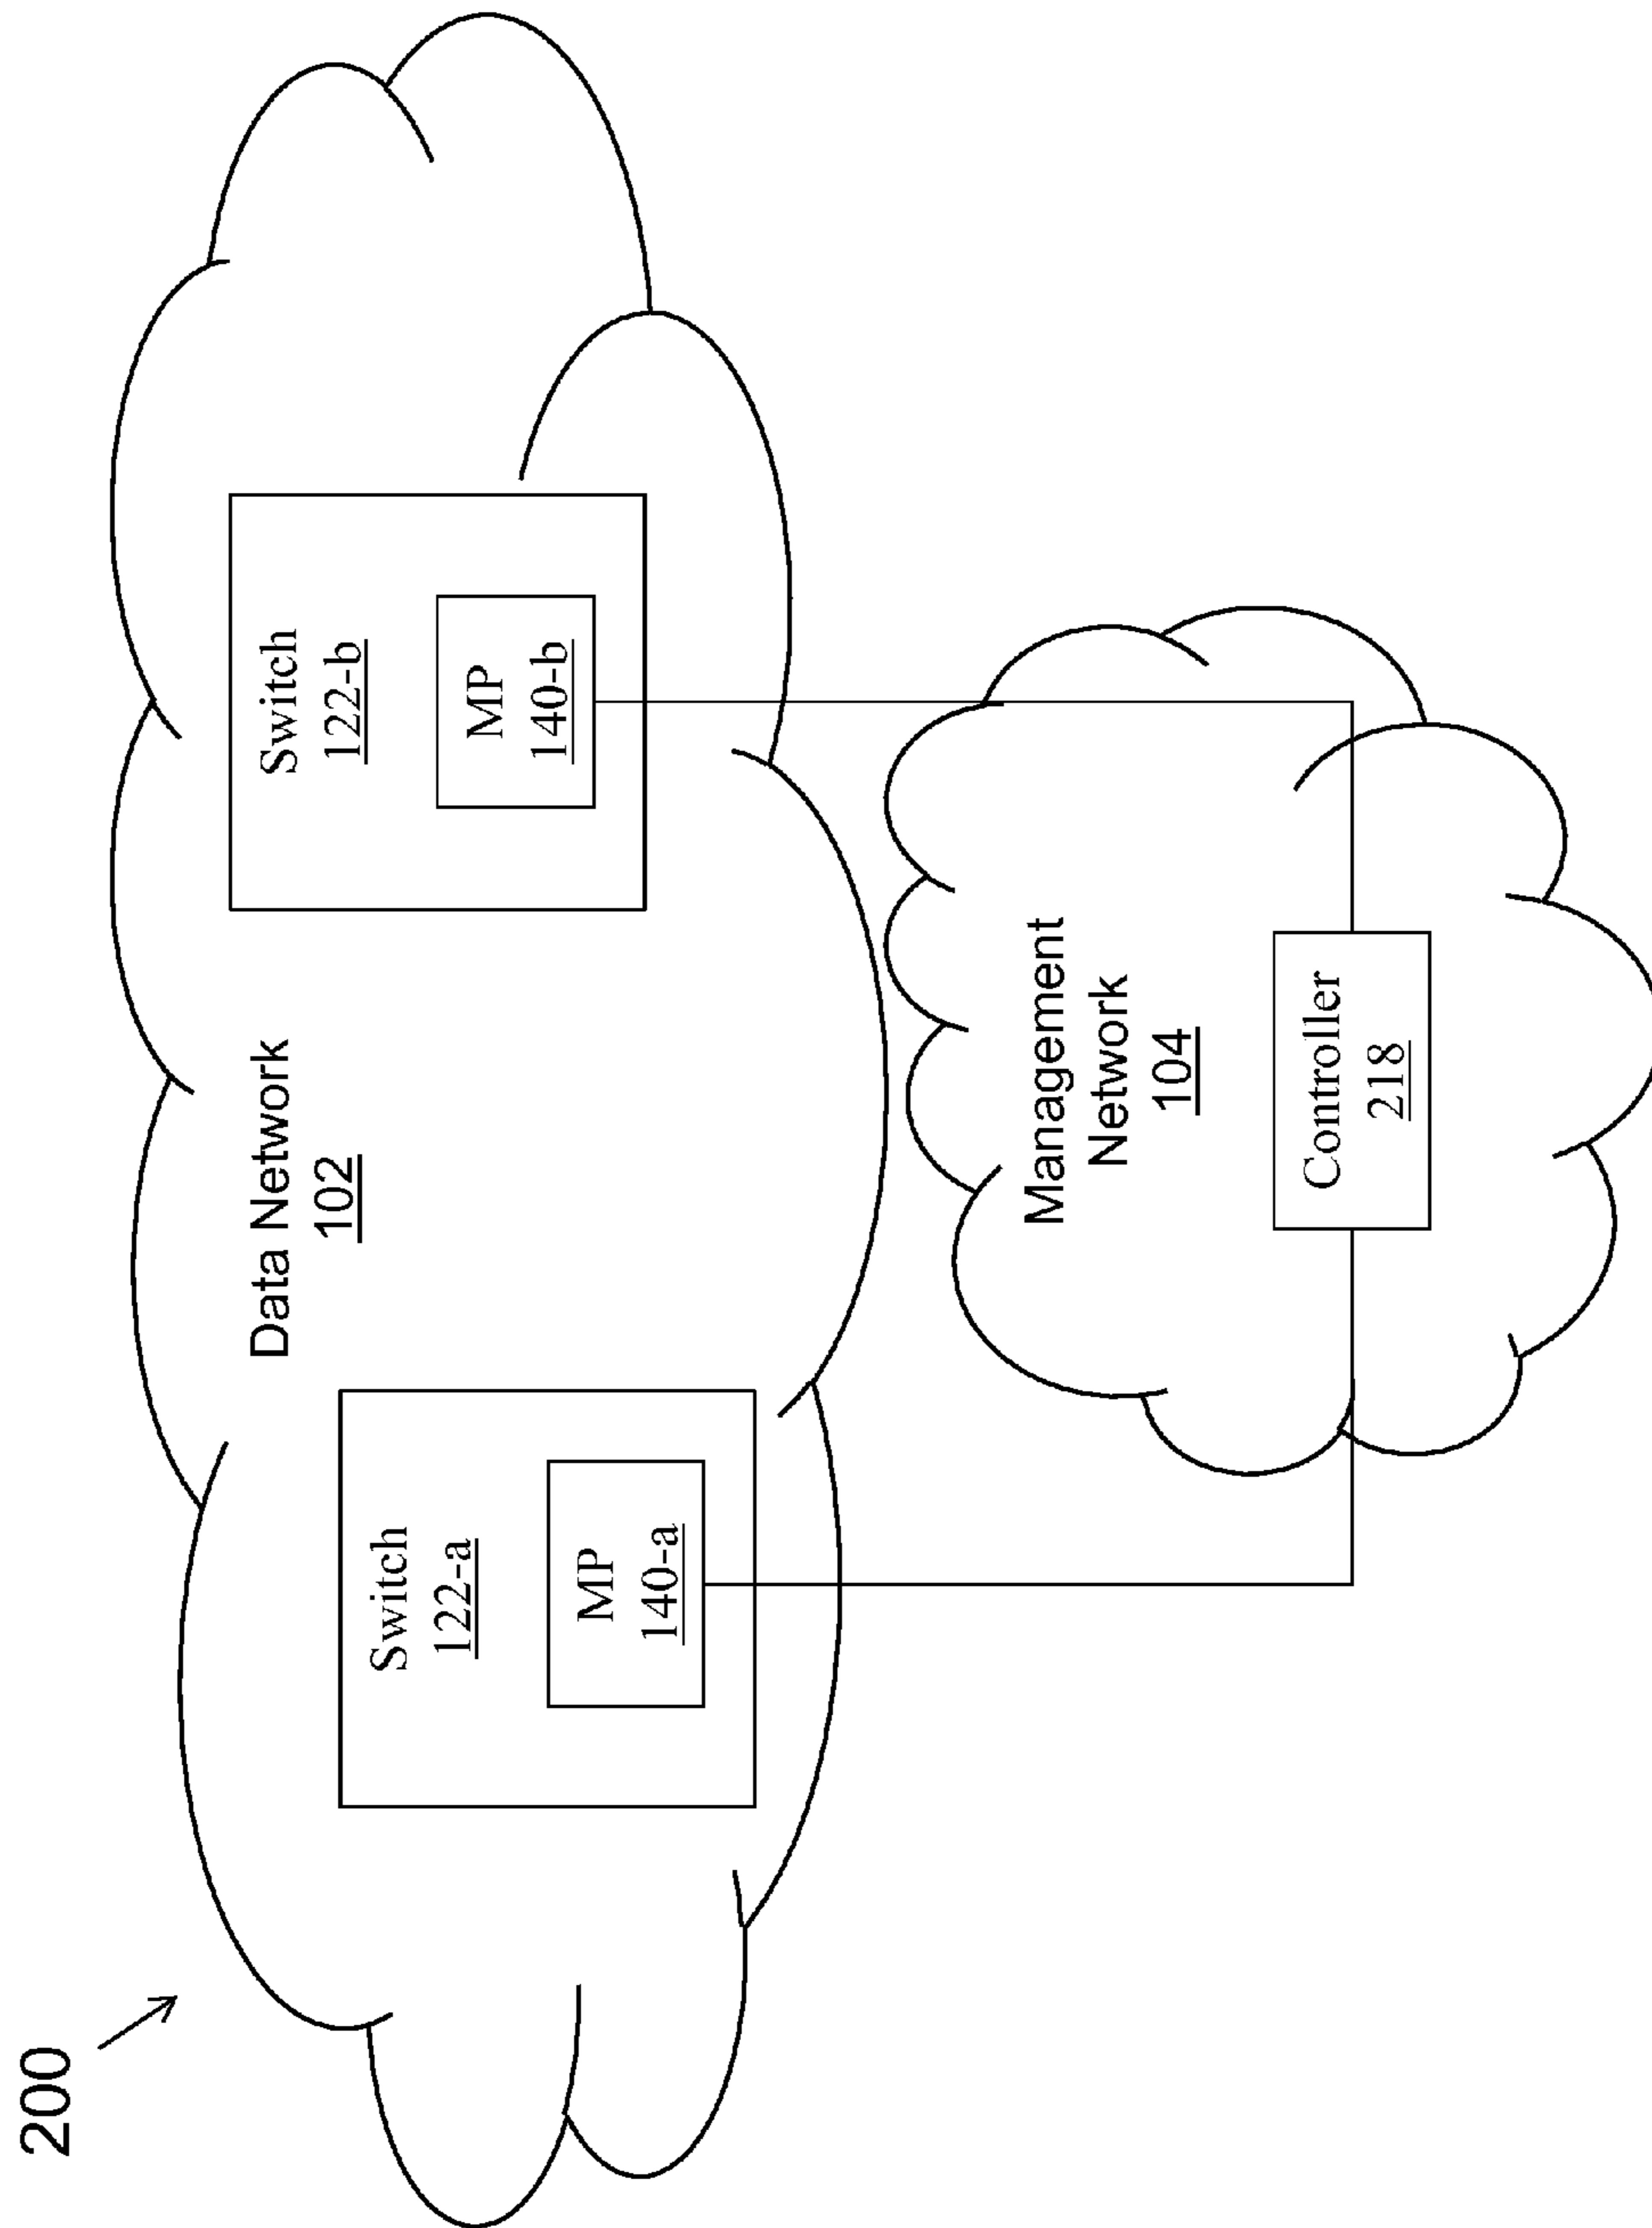 200
Data Network
102
Switch
122-a
MP
140-a
Switch
122-b
MP
140-b
Management
Network
104
Controller
218